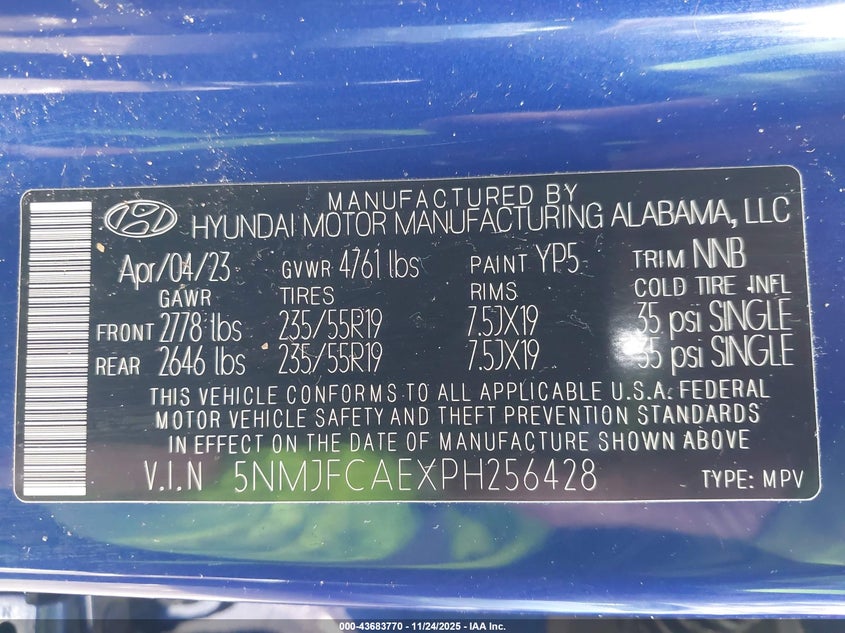 MANUFACTURED BY
HYUNDAI MOTOR MANUFACTURING ALABAMA, LLC
Apr/04/23 GVWR 4761 lbs PAINT YP5 TRIM NNB
GAWR TIRES RIMS COLD TIRE INFL
FRONT 2778 lbs 235/55R19 7.5JX19 35 psi SINGLE
REAR 2646 lbs 235/55R19 7.5JX19 35 psi SINGLE
THIS VEHICLE CONFORMS TO ALL APPLICABLE U.S.A. FEDERAL
MOTOR VEHICLE SAFETY AND THEFT PREVENTION STANDARDS
IN EFFECT ON THE DATE OF MANUFACTURE SHOWN ABOVE
V.I.N 5NMJFCAEXPH256428 TYPE: MPV
000-43683770 - 11/24/2025 - IAA Inc.